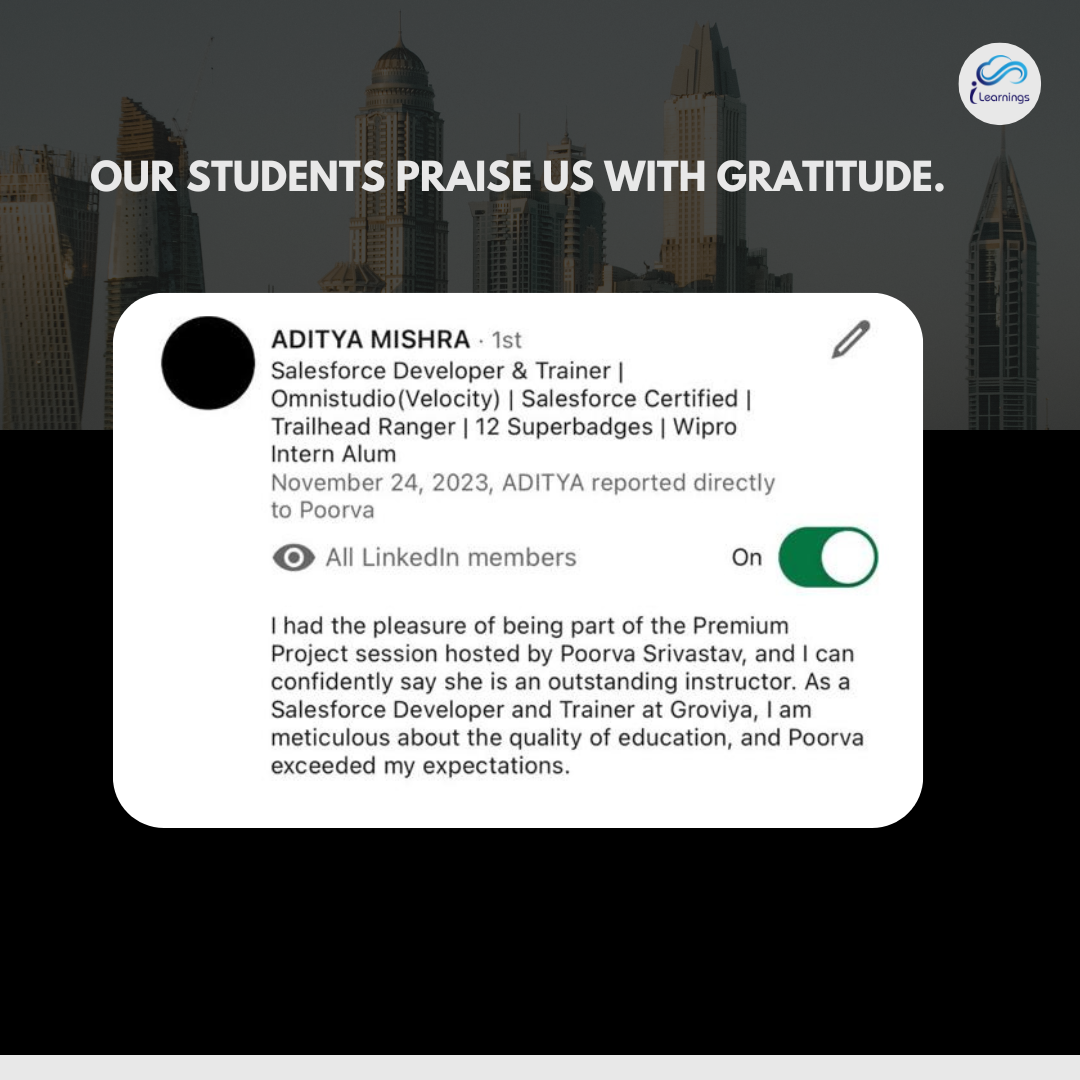 i Learnings
OUR STUDENTS PRAISE US WITH GRATITUDE.
ADITYA MISHRA · 1st
Salesforce Developer & Trainer |
Omnistudio(Velocity) | Salesforce Certified |
Trailhead Ranger | 12 Superbadges | Wipro
Intern Alum
November 24, 2023, ADITYA reported directly
to Poorva
All LinkedIn members On
I had the pleasure of being part of the Premium
Project session hosted by Poorva Srivastav, and I can
confidently say she is an outstanding instructor. As a
Salesforce Developer and Trainer at Groviya, I am
meticulous about the quality of education, and Poorva
exceeded my expectations.